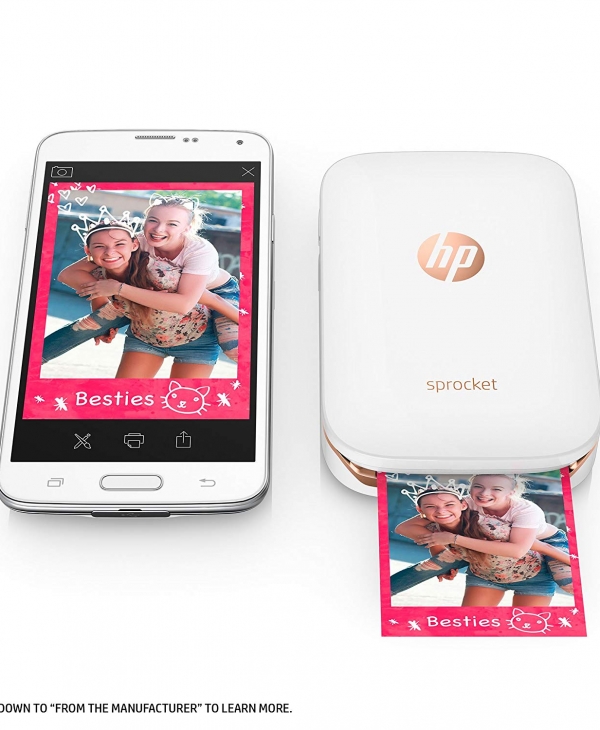 hp
sprocket
Besties
Besties
DOWN TO “FROM THE MANUFACTURER” TO LEARN MORE.